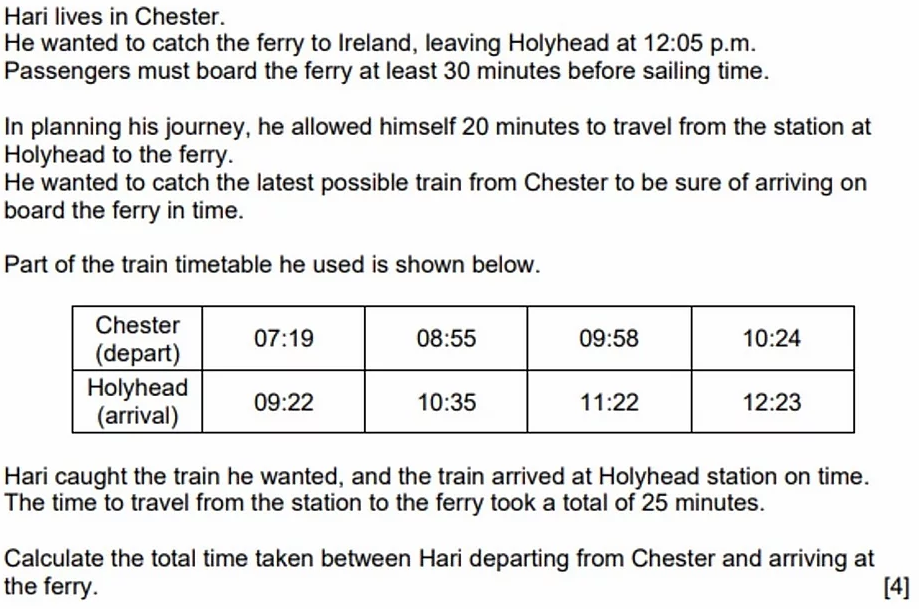 Hari lives in Chester.
He wanted to catch the ferry to Ireland, leaving Holyhead at 12:05 p.m.
Passengers must board the ferry at least 30 minutes before sailing time.
In planning his journey, he allowed himself 20 minutes to travel from the station at
Holyhead to the ferry.
He wanted to catch the latest possible train from Chester to be sure of arriving on
board the ferry in time.
Part of the train timetable he used is shown below.
Chester
(depart) 07:19 08:55 09:58 10:24
Holyhead
(arrival) 09:22 10:35 11:22 12:23
Hari caught the train he wanted, and the train arrived at Holyhead station on time.
The time to travel from the station to the ferry took a total of 25 minutes.
Calculate the total time taken between Hari departing from Chester and arriving at
the ferry. [4]